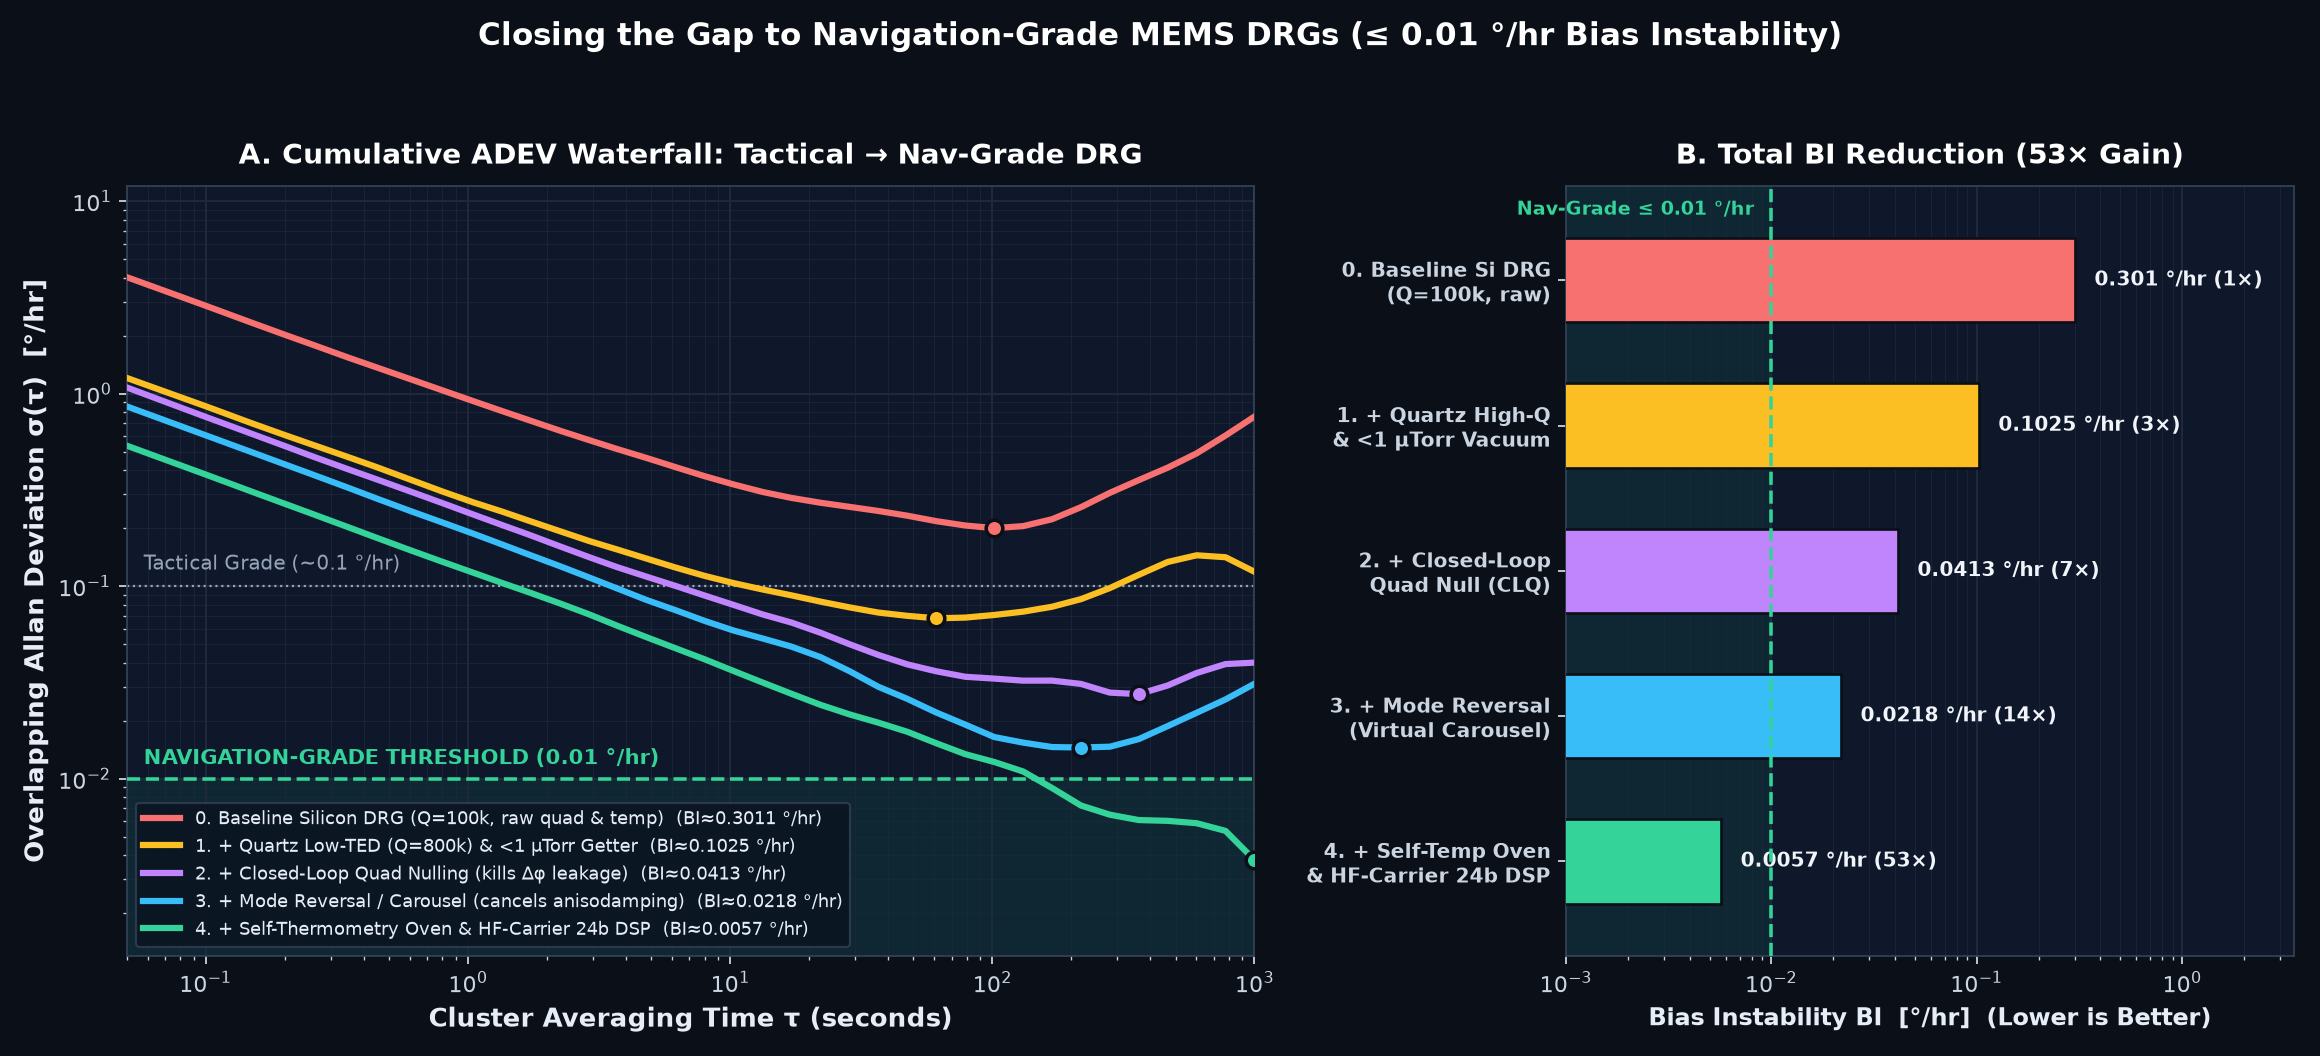 Closing the Gap to Navigation-Grade MEMS DRGs (≤ 0.01 °/hr Bias Instability)
A. Cumulative ADEV Waterfall: Tactical → Nav-Grade DRG
Overlapping Allan Deviation σ(τ) [°/hr]
10¹
10⁰
10⁻¹
10⁻²
Tactical Grade (~0.1 °/hr)
NAVIGATION-GRADE THRESHOLD (0.01 °/hr)
0. Baseline Silicon DRG (Q=100k, raw quad & temp) (BI≈0.3011 °/hr)
1. + Quartz Low-TED (Q=800k) & <1 µTorr Getter (BI≈0.1025 °/hr)
2. + Closed-Loop Quad Nulling (kills Δφ leakage) (BI≈0.0413 °/hr)
3. + Mode Reversal / Carousel (cancels anisodamping) (BI≈0.0218 °/hr)
4. + Self-Thermometry Oven & HF-Carrier 24b DSP (BI≈0.0057 °/hr)
10⁻¹ 10⁰ 10¹ 10² 10³
Cluster Averaging Time τ (seconds)
B. Total BI Reduction (53× Gain)
Nav-Grade ≤ 0.01 °/hr
0. Baseline Si DRG
(Q=100k, raw)
0.301 °/hr (1×)
1. + Quartz High-Q
& <1 µTorr Vacuum
0.1025 °/hr (3×)
2. + Closed-Loop
Quad Null (CLQ)
0.0413 °/hr (7×)
3. + Mode Reversal
(Virtual Carousel)
0.0218 °/hr (14×)
4. + Self-Temp Oven
& HF-Carrier 24b DSP
0.0057 °/hr (53×)
10⁻³ 10⁻² 10⁻¹ 10⁰
Bias Instability BI [°/hr] (Lower is Better)